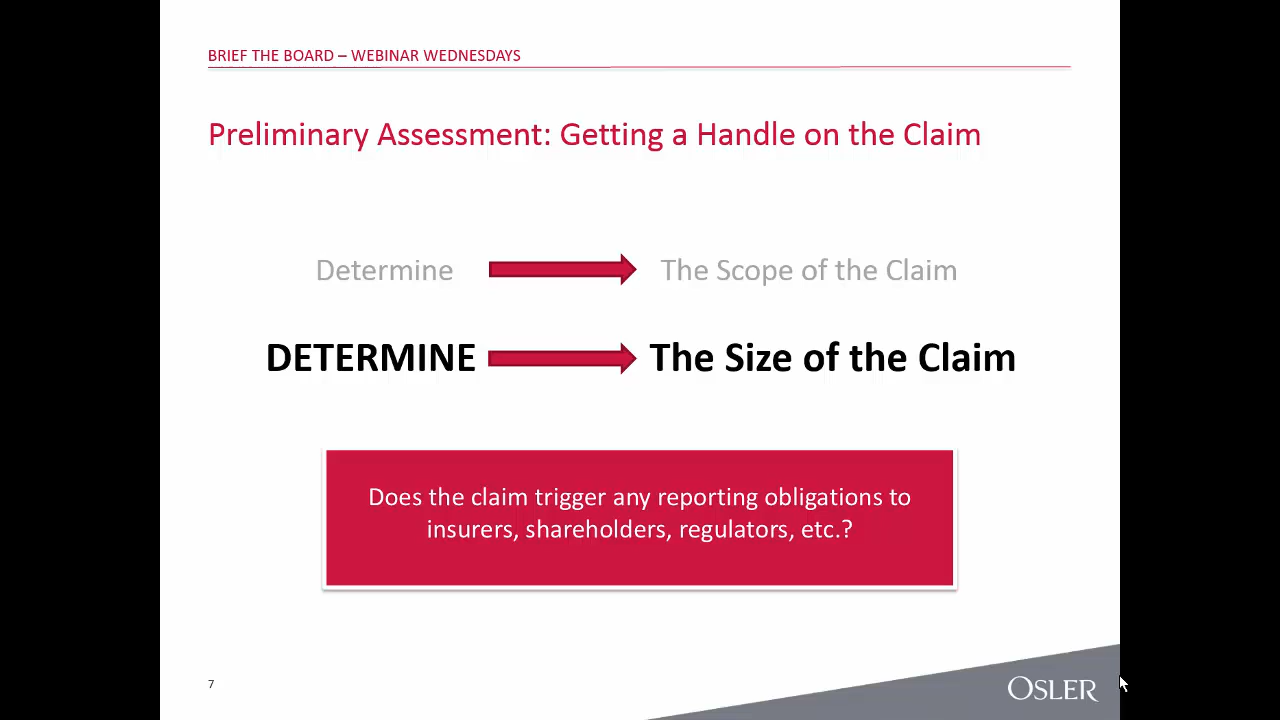 BRIEF THE BOARD – WEBINAR WEDNESDAYS
Preliminary Assessment: Getting a Handle on the Claim
Determine The Scope of the Claim
DETERMINE The Size of the Claim
Does the claim trigger any reporting obligations to
insurers, shareholders, regulators, etc.?
7
OSLER